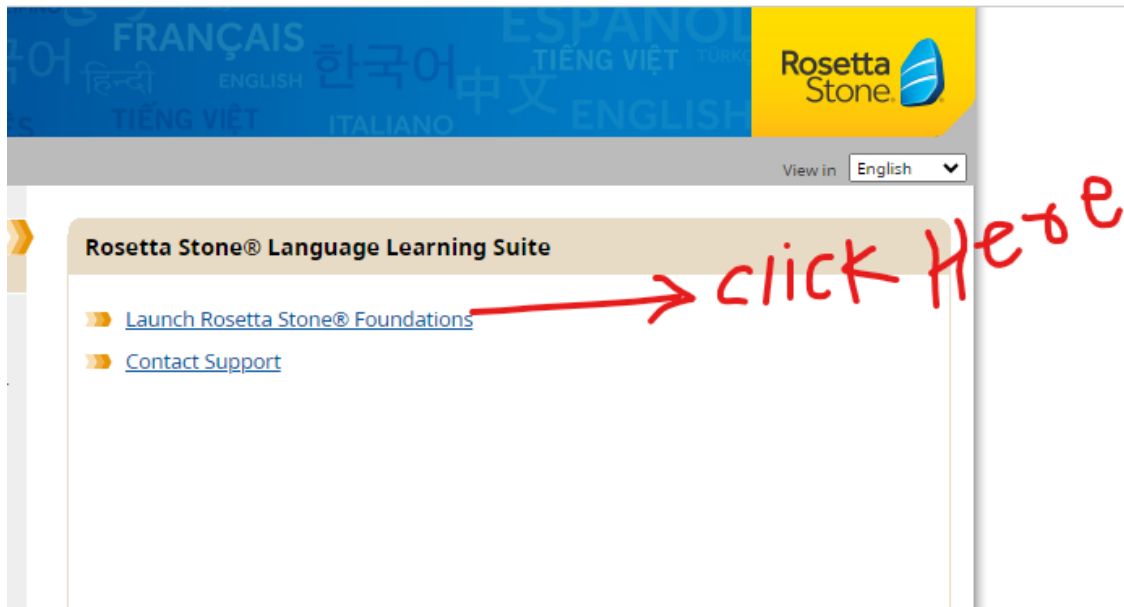 FRANÇAIS
ESPAÑOL
한국어
TIẾNG VIỆT
हिन्दी
ENGLISH
中文
TIẾNG VIỆT
ITALIANO
ENGLISH
Rosetta
Stone
View in English
Rosetta Stone® Language Learning Suite
click Here
Launch Rosetta Stone® Foundations
Contact Support